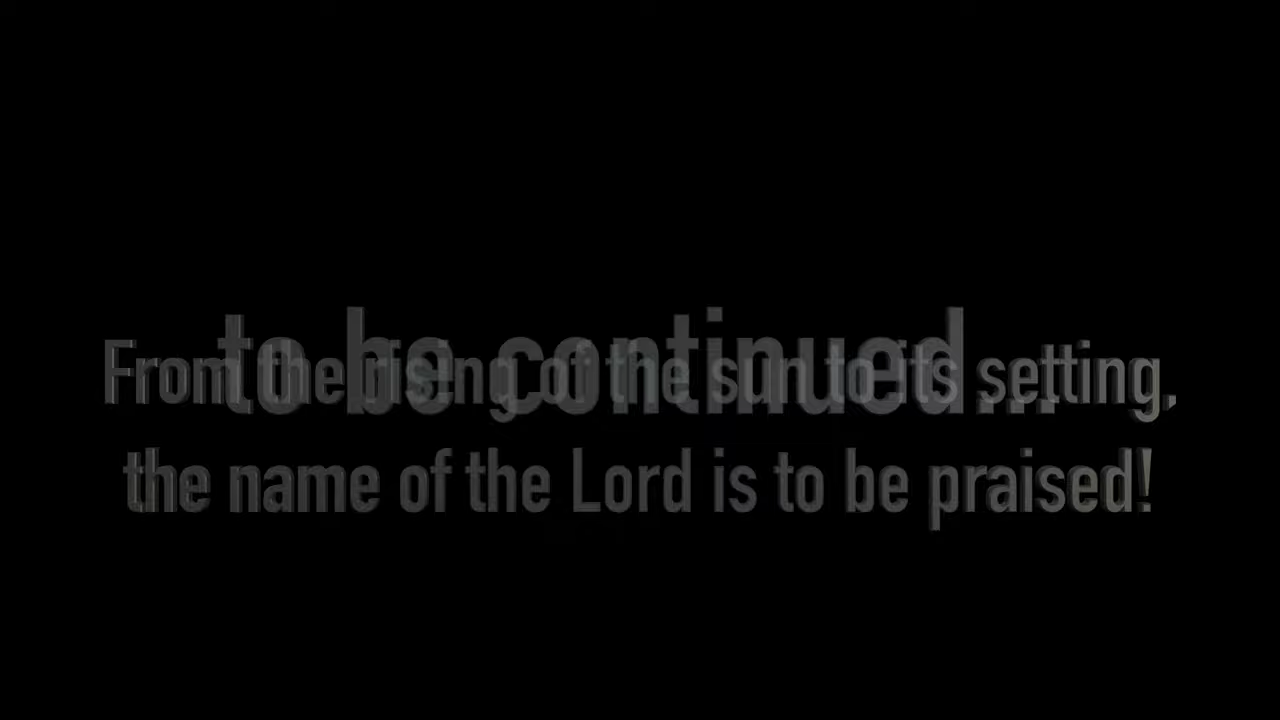 to be continued...
From the rising of the sun to its setting,
the name of the Lord is to be praised!